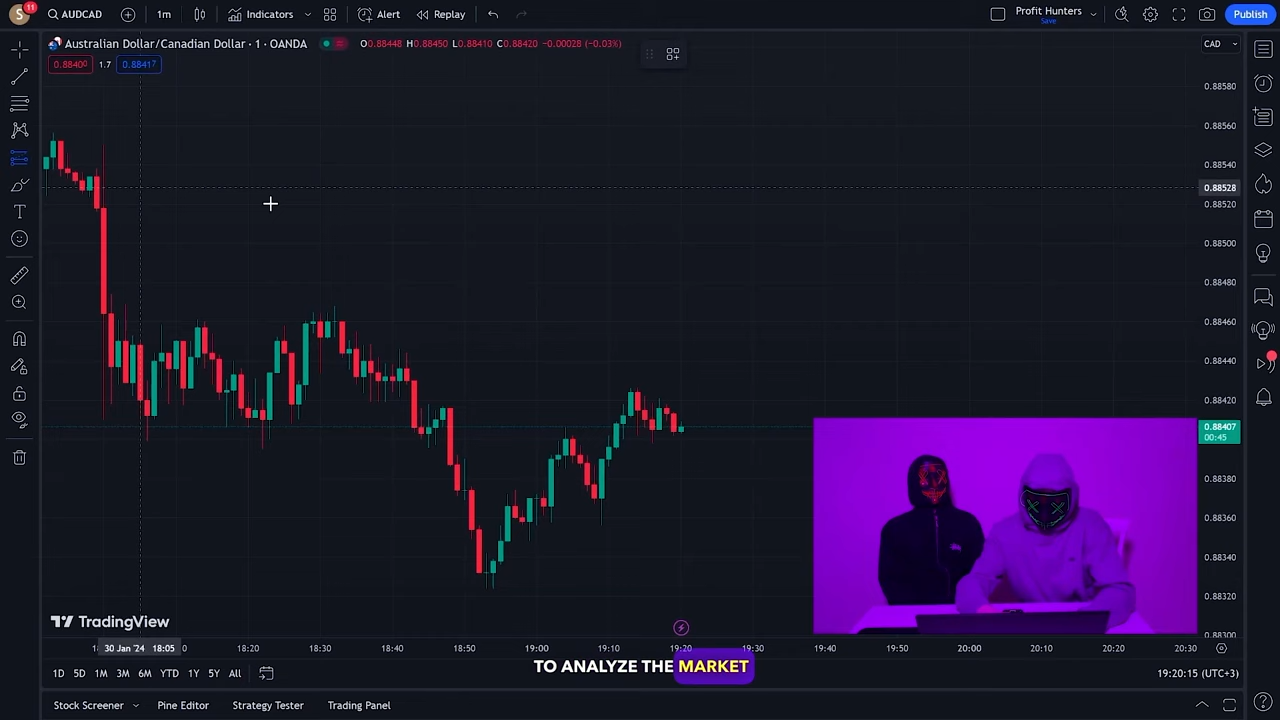 S 11 AUDCAD 1m Indicators Alert Replay Profit Hunters Save Publish
Australian Dollar/Canadian Dollar · 1 · OANDA O0.88448 H0.88450 L0.88410 C0.88420 -0.00028 (-0.03%) CAD
0.88400 1.7 0.88417
0.88580
0.88560
0.88540
0.88528
0.88520
0.88500
0.88480
0.88460
0.88440
0.88420
0.88407
00:45
0.88380
0.88360
0.88340
0.88320
0.88300
TradingView
30 Jan '24 18:05 18:20 18:30 18:40 18:50 19:00 19:10 19:20 19:30 19:40 19:50 20:00 20:10 20:20 20:30
TO ANALYZE THE MARKET
1D 5D 1M 3M 6M YTD 1Y 5Y All 19:20:15 (UTC+3)
Stock Screener Pine Editor Strategy Tester Trading Panel